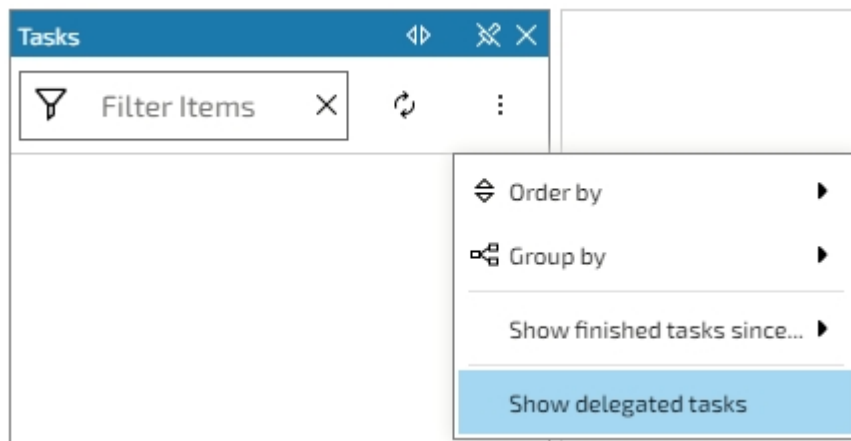 Tasks
Filter Items
Order by
Group by
Show finished tasks since...
Show delegated tasks